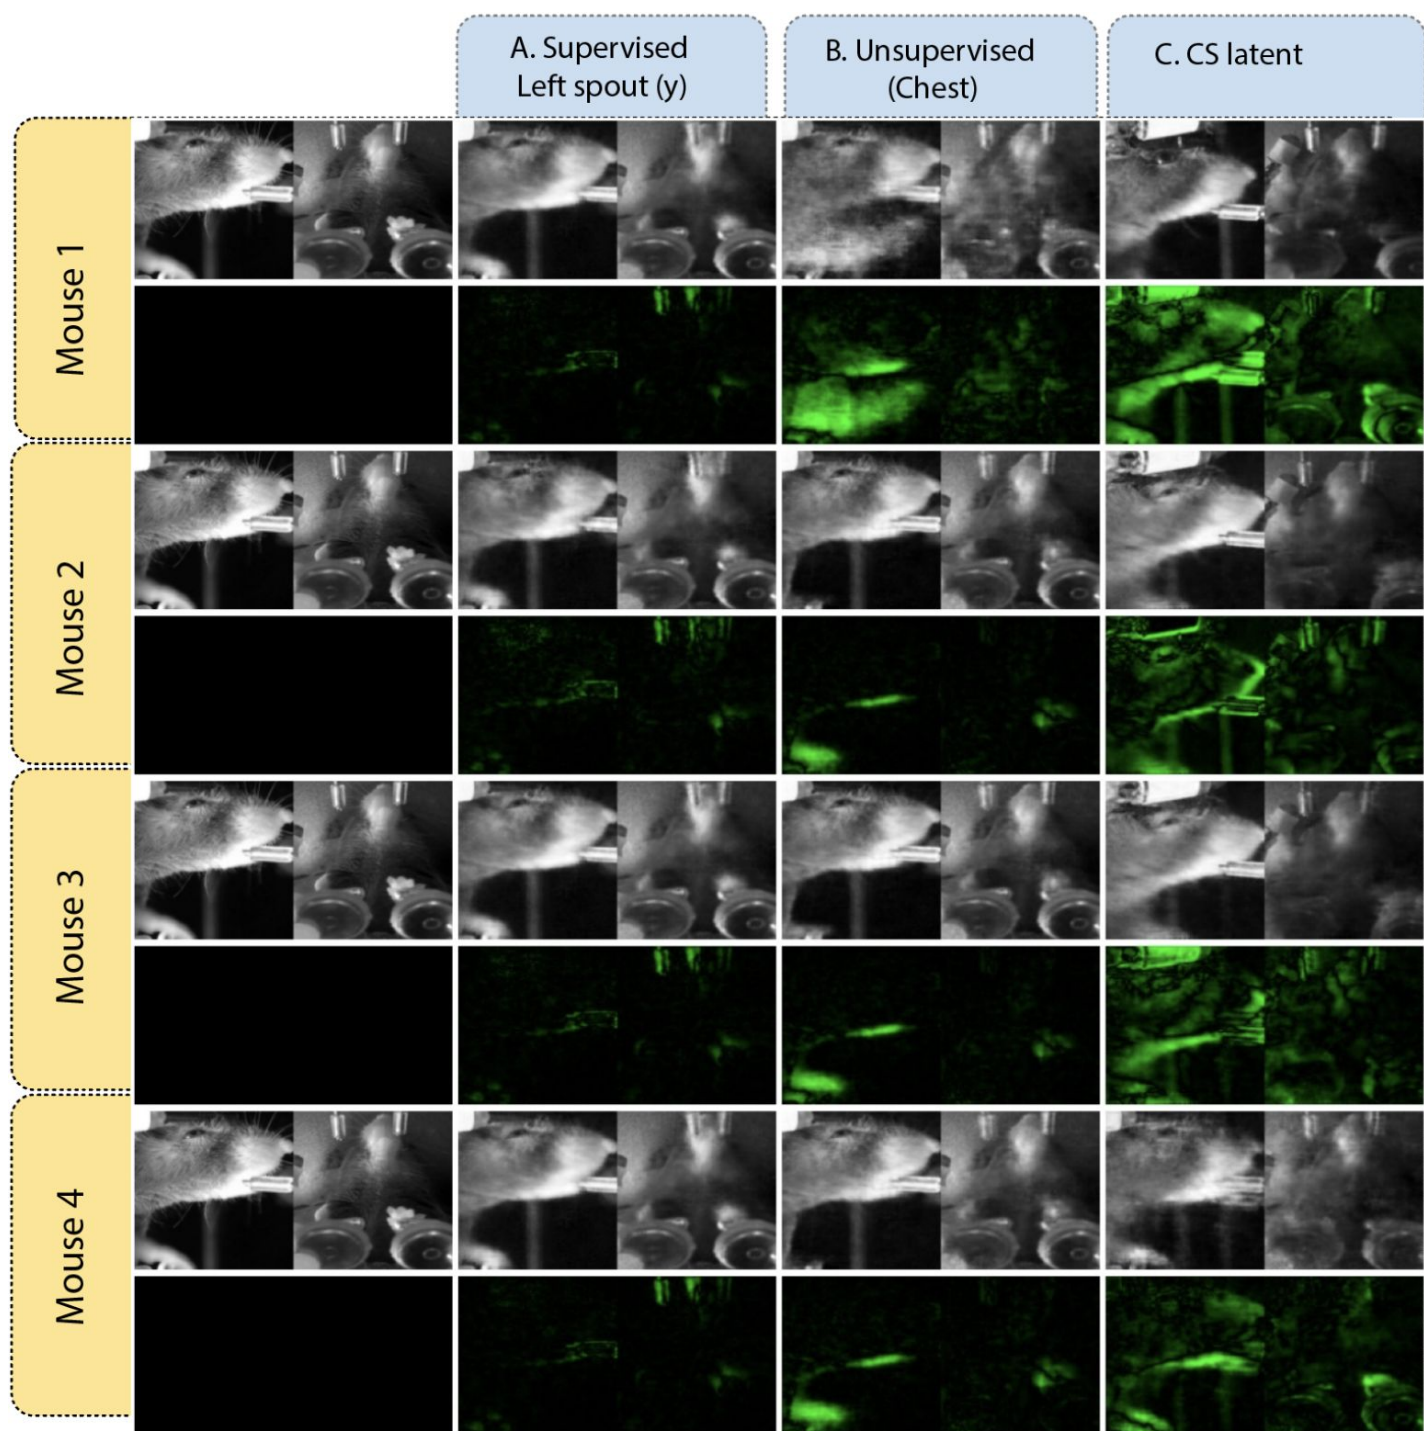 A. Supervised
Left spout (y)
B. Unsupervised
(Chest)
C. CS latent
Mouse 1
Mouse 2
Mouse 3
Mouse 4